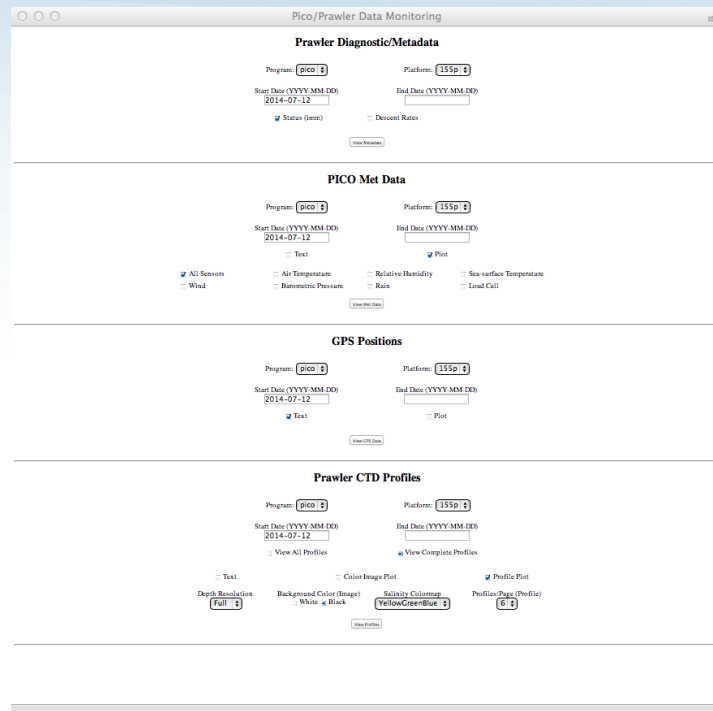 Pico/Prawler Data Monitoring
Prawler Diagnostic/Metadata
Program: pico Platform: 155p
Start Date (YYYY-MM-DD) End Date (YYYY-MM-DD)
2014-07-12
Status (imm) Descent Rates
View Metadata
PICO Met Data
Program: pico Platform: 155p
Start Date (YYYY-MM-DD) End Date (YYYY-MM-DD)
2014-07-12
Text Plot
All Sensors Air Temperature Relative Humidity Sea-surface Temperature
Wind Barometric Pressure Rain Load Cell
View Met Data
GPS Positions
Program: pico Platform: 155p
Start Date (YYYY-MM-DD) End Date (YYYY-MM-DD)
2014-07-12
Text Plot
View GPS Data
Prawler CTD Profiles
Program: pico Platform: 155p
Start Date (YYYY-MM-DD) End Date (YYYY-MM-DD)
2014-07-12
View All Profiles View Complete Profiles
Text Color Image Plot Profile Plot
Depth Resolution Background Color (Image) Salinity Colormap Profiles/Page (Profile)
Full White Black YellowGreenBlue 6
View Profiles